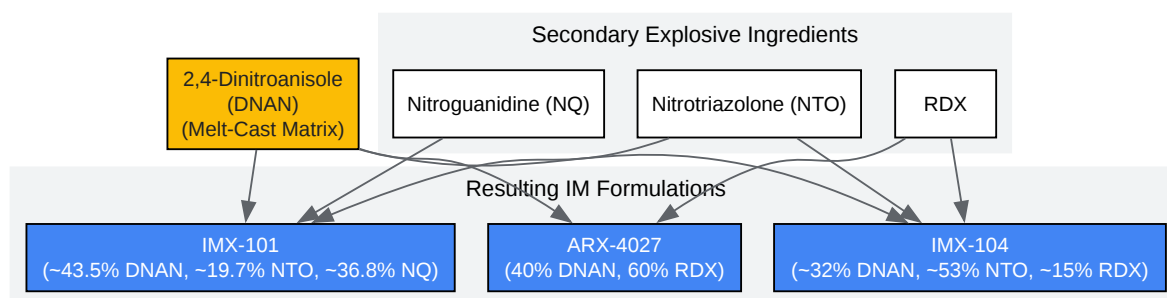 Secondary Explosive Ingredients
2,4-Dinitroanisole
(DNAN)
(Melt-Cast Matrix)
Nitroguanidine (NQ)
Nitrotriazolone (NTO)
RDX
Resulting IM Formulations
IMX-101
(~43.5% DNAN, ~19.7% NTO, ~36.8% NQ)
ARX-4027
(40% DNAN, 60% RDX)
IMX-104
(~32% DNAN, ~53% NTO, ~15% RDX)